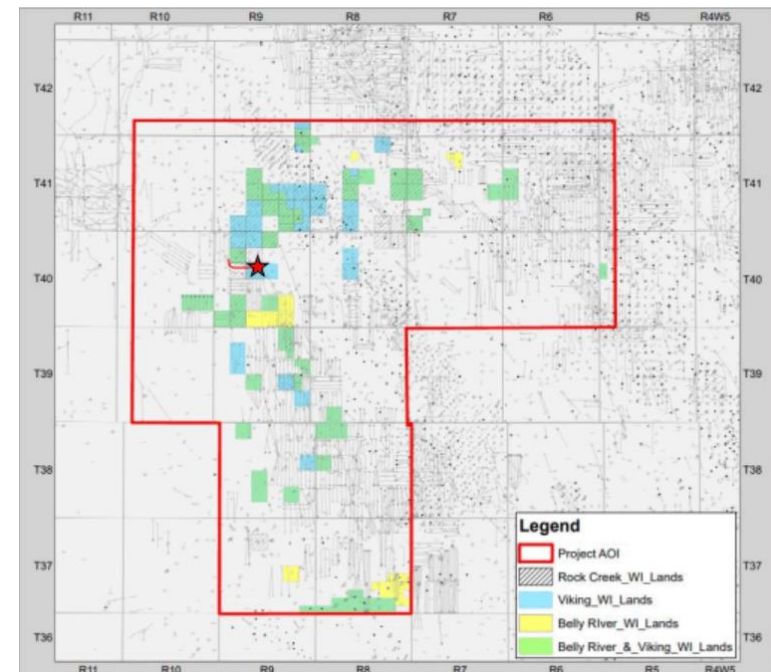 R11 R10 R9 R8 R7 R6 R5 R4W5
T42 T42
T41 T41
T40 T40
T39 T39
T38 T38
T37 T37
T36 T36
Legend
Project AOI
Rock Creek_WI_Lands
Viking_WI_Lands
Belly RIver_WI_Lands
Belly River_&_Viking_WI_Lands
R11 R10 R9 R8 R7 R6 R5 R4W5